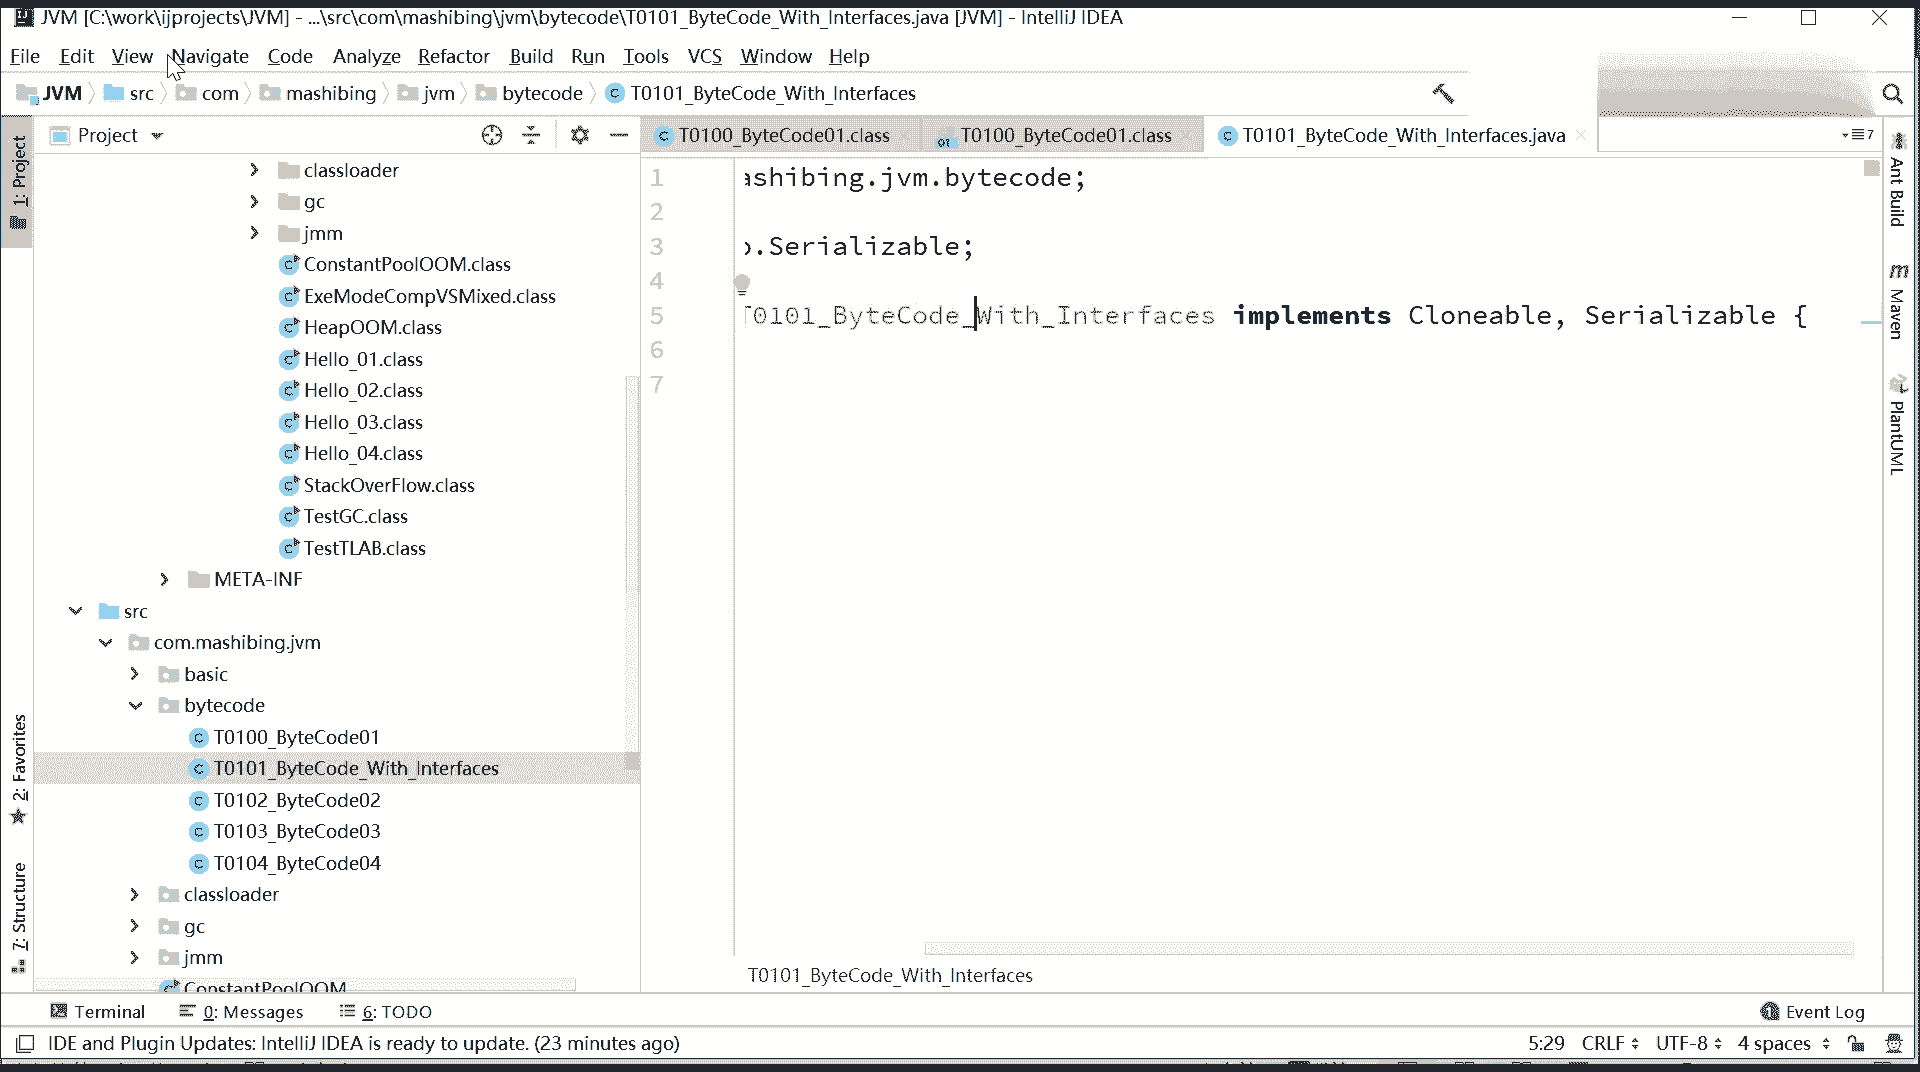 JVM [C:\work\ijprojects\JVM] - ...\src\com\mashibing\jvm\bytecode\T0101_ByteCode_With_Interfaces.java [JVM] - IntelliJ IDEA
File Edit View Navigate Code Analyze Refactor Build Run Tools VCS Window Help
JVM src com mashibing jvm bytecode T0101_ByteCode_With_Interfaces
1: Project
2: Favorites
7: Structure
Project
classloader
gc
jmm
ConstantPoolOOM.class
ExeModeCompVSMixed.class
HeapOOM.class
Hello_01.class
Hello_02.class
Hello_03.class
Hello_04.class
StackOverFlow.class
TestGC.class
TestTLAB.class
META-INF
src
com.mashibing.jvm
basic
bytecode
T0100_ByteCode01
T0101_ByteCode_With_Interfaces
T0102_ByteCode02
T0103_ByteCode03
T0104_ByteCode04
classloader
gc
jmm
ConstantPoolOOM
T0100_ByteCode01.class T0100_ByteCode01.class T0101_ByteCode_With_Interfaces.java 7
1 ashibing.jvm.bytecode;
2
3 o.Serializable;
4
5 T0101_ByteCode_With_Interfaces implements Cloneable, Serializable {
6
7
T0101_ByteCode_With_Interfaces
Ant Build
Maven
PlantUML
Terminal 0: Messages 6: TODO Event Log
IDE and Plugin Updates: IntelliJ IDEA is ready to update. (23 minutes ago) 5:29 CRLF UTF-8 4 spaces